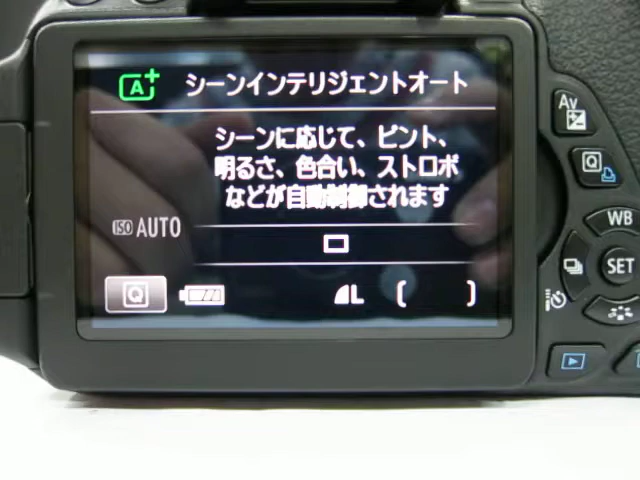 A+ シーンインテリジェントオート
シーンに応じて、ピント、
明るさ、色合い、ストロボ
などが自動制御されます
ISO AUTO
Q
L [ ]
Av
Q
WB
SET